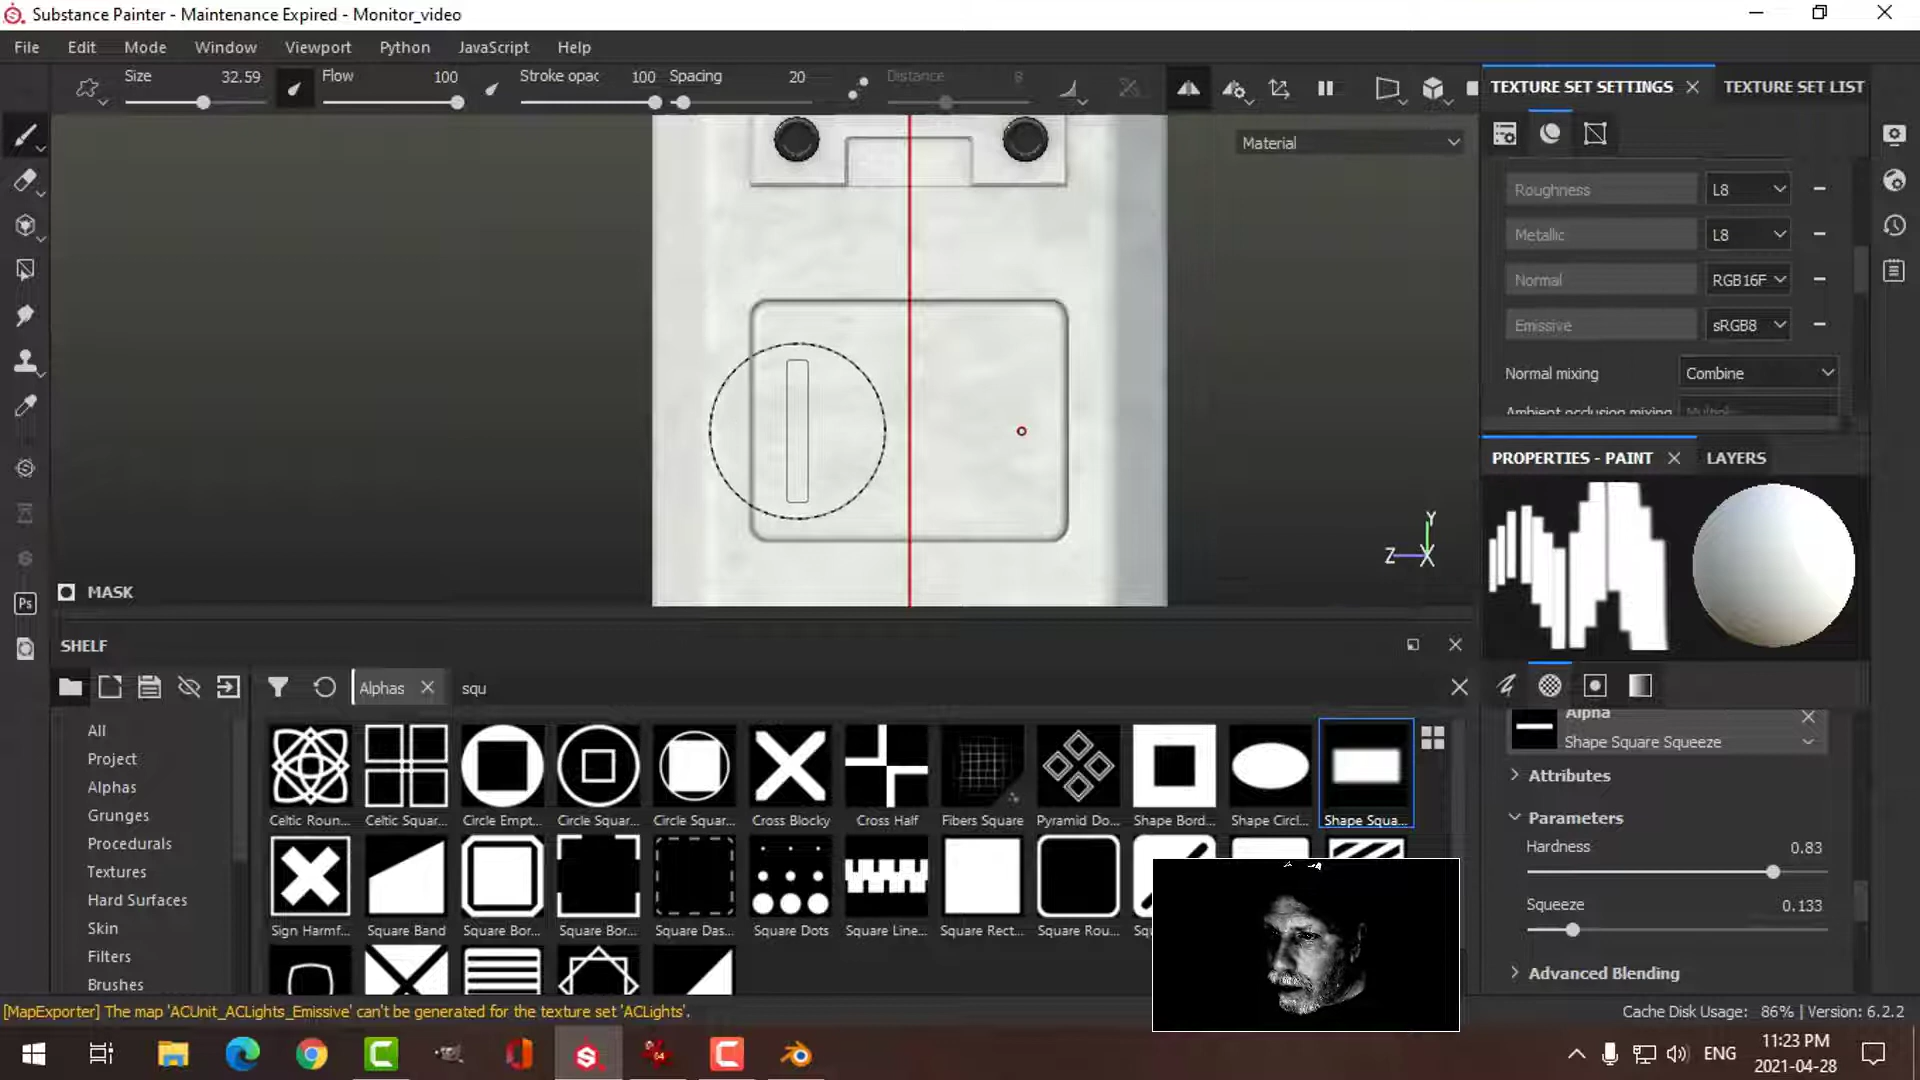 Substance Painter - Maintenance Expired - Monitor_video
File Edit Mode Window Viewport Python JavaScript Help
Size 32.59 Flow 100 Stroke opac 100 Spacing 20 Distance 8
TEXTURE SET SETTINGS TEXTURE SET LIST
Material
Roughness L8
Metallic L8
Normal RGB16F
Emissive sRGB8
Normal mixing Combine
Ambient occlusion mixing Multiply
PROPERTIES - PAINT LAYERS
Y
Z X
MASK
Ps
SHELF
Alphas squ
All
Project
Alphas
Grunges
Procedurals
Textures
Hard Surfaces
Skin
Filters
Brushes
Celtic Roun... Celtic Squar... Circle Empt... Circle Squar... Circle Squar... Cross Blocky Cross Half Fibers Square Pyramid Do... Shape Bord... Shape Circl... Shape Squa...
Sign Harmf... Square Band Square Bor... Square Bor... Square Das... Square Dots Square Line... Square Rect... Square Rou...
Alpha
Shape Square Squeeze
Attributes
Parameters
Hardness 0.83
Squeeze 0.133
Advanced Blending
[MapExporter] The map 'ACUnit_ACLights_Emissive' can't be generated for the texture set 'ACLights'.
Cache Disk Usage: 86% | Version: 6.2.2
64
ENG
11:23 PM
2021-04-28